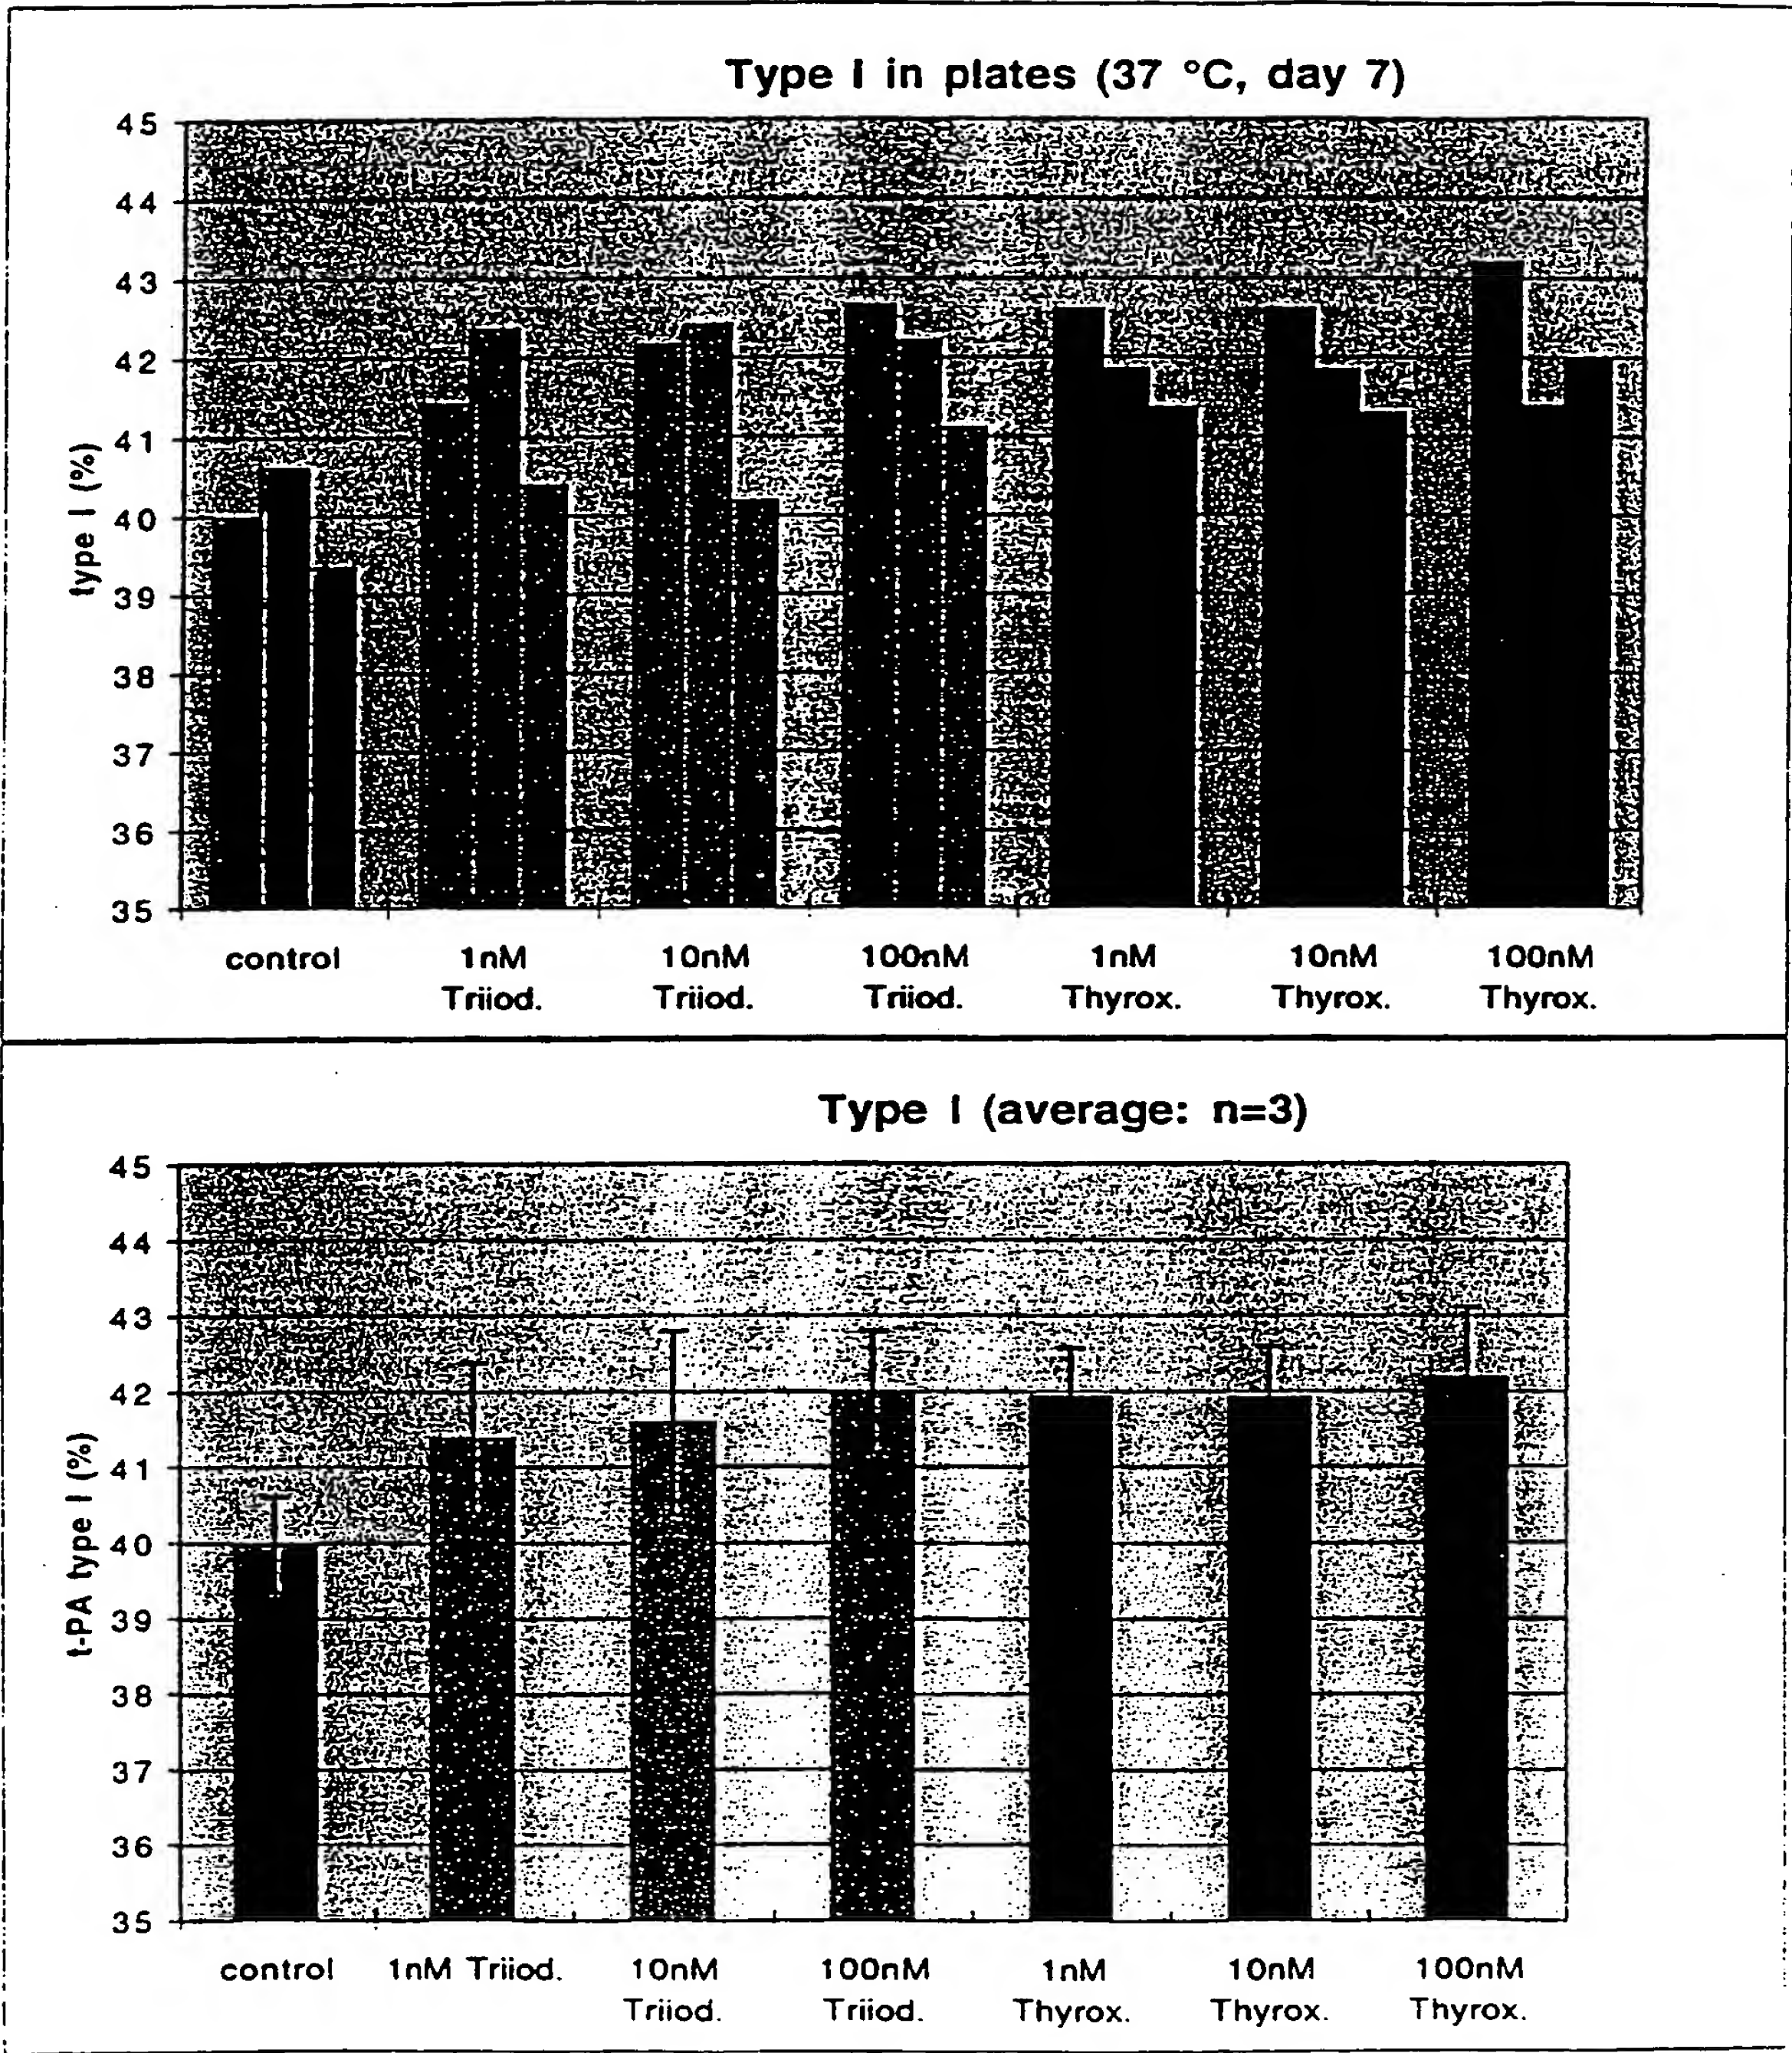 Type I in plates (37 °C, day 7)
45
44
43
42
41
40
39
38
37
36
35
type I (%)
control
1nM
Triiod.
10nM
Triiod.
100nM
Triiod.
1nM
Thyrox.
10nM
Thyrox.
100nM
Thyrox.
Type I (average: n=3)
45
44
43
42
41
40
39
38
37
36
35
t-PA type I (%)
control
1nM Triiod.
10nM
Triiod.
100nM
Triiod.
1nM
Thyrox.
10nM
Thyrox.
100nM
Thyrox.